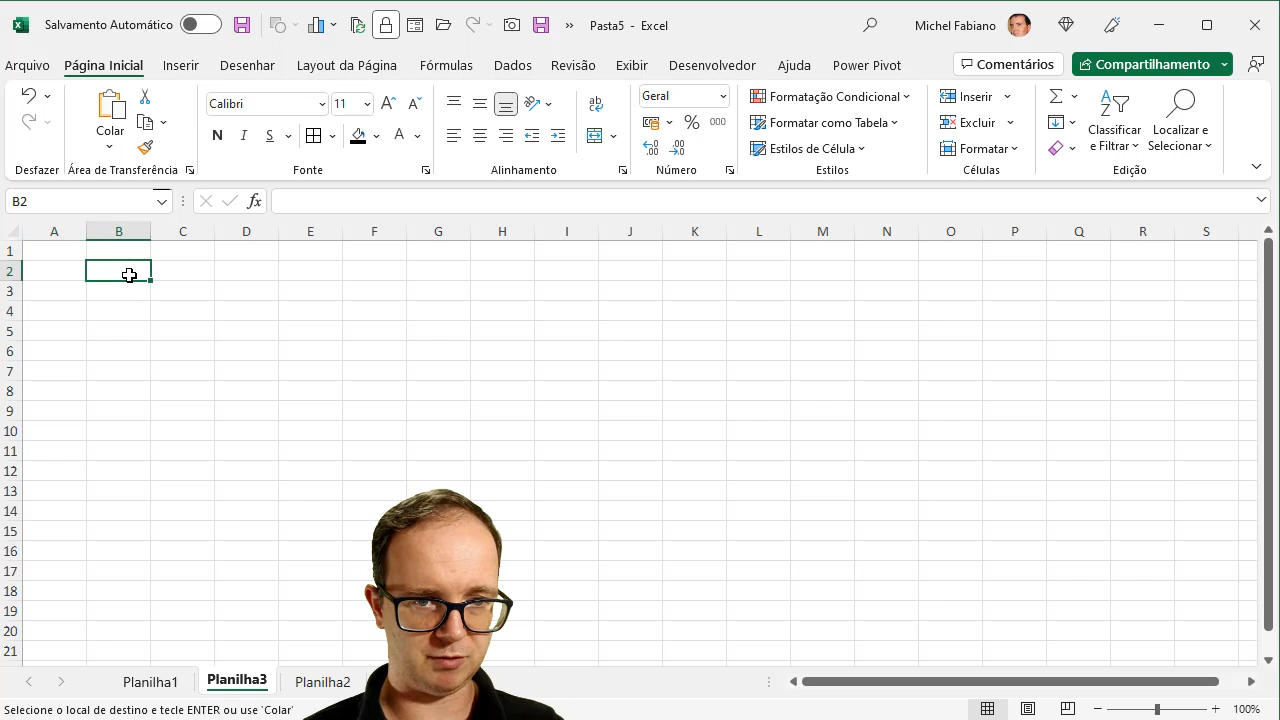 Salvamento Automático
Pasta5 - Excel
Michel Fabiano
Arquivo Página Inicial Inserir Desenhar Layout da Página Fórmulas Dados Revisão Exibir Desenvolvedor Ajuda Power Pivot Comentários Compartilhamento
Colar
Calibri 11
N I S A
ab
Geral
% 000
Formatação Condicional
Formatar como Tabela
Estilos de Célula
Inserir
Excluir
Formatar
Classificar
e Filtrar
Localizar e
Selecionar
Desfazer Área de Transferência Fonte Alinhamento Número Estilos Células Edição
B2 fx
A B C D E F G H I J K L M N O P Q R S
1
2
3
4
5
6
7
8
9
10
11
12
13
14
15
16
17
18
19
20
21
Planilha1 Planilha3 Planilha2
Selecione o local de destino e tecle ENTER ou use 'Colar'
100%